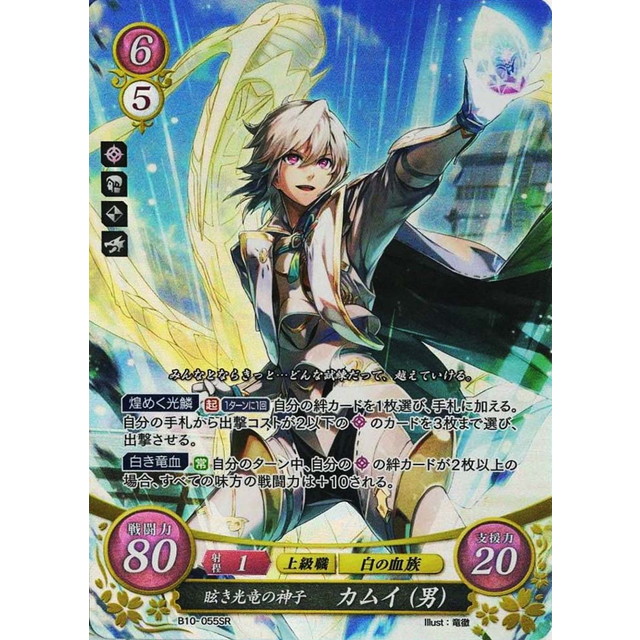 6
5
みんなとならきっと…どんな試練だって、越えていける。
煌めく光鱗 起 1ターンに1回 自分の絆カードを1枚選び、手札に加える。
自分の手札から出撃コストが2以下の のカードを3枚まで選び、
出撃させる。
白き竜血 常 自分のターン中、自分の の絆カードが2枚以上の
場合、すべての味方の戦闘力は+10される。
戦闘力
80
射程 1
上級職
白の血族
支援力
20
眩き光竜の神子 カムイ(男)
B10-055SR
Illust:竜徹